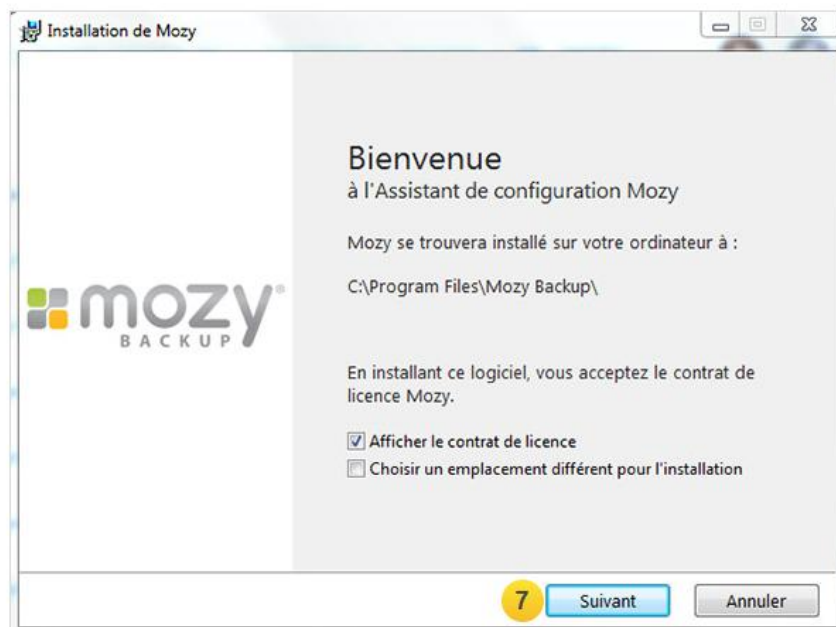 Installation de Mozy
Bienvenue
à l'Assistant de configuration Mozy
Mozy se trouvera installé sur votre ordinateur à :
C:\Program Files\Mozy Backup\
mozy®
BACKUP
En installant ce logiciel, vous acceptez le contrat de
licence Mozy.
Afficher le contrat de licence
Choisir un emplacement différent pour l'installation
7 Suivant Annuler